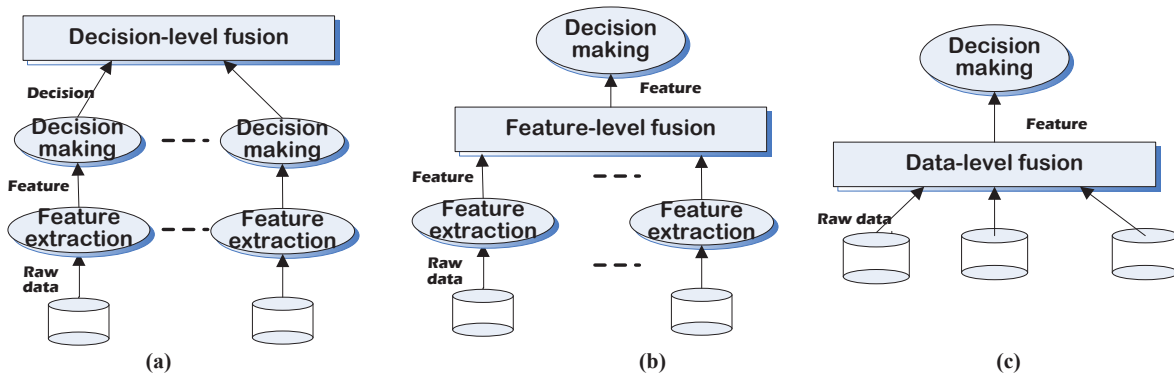 Decision-level fusion
Decision
Decision
making
Decision
making
Feature
Feature
extraction
Feature
extraction
Raw
data
(a)
Decision
making
Feature
Feature-level fusion
Feature
Feature
extraction
Feature
extraction
Raw
data
(b)
Decision
making
Feature
Data-level fusion
Raw data
(c)